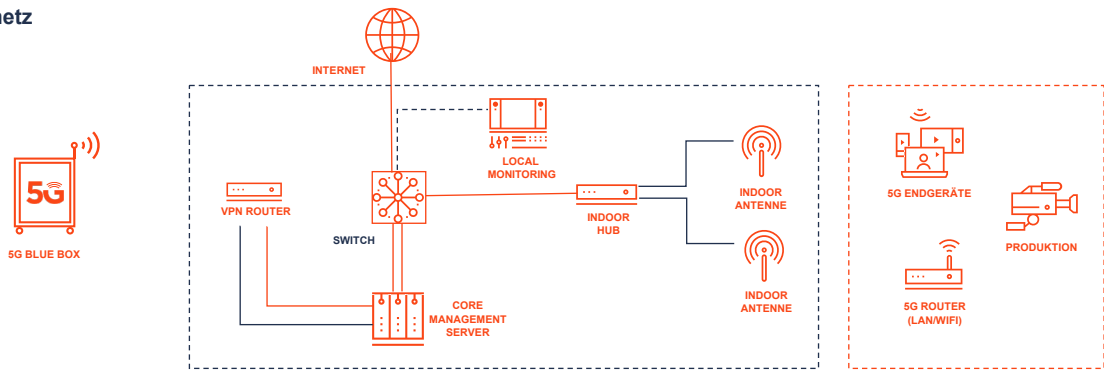 etz
INTERNET
5G
5G BLUE BOX
VPN ROUTER
SWITCH
LOCAL
MONITORING
CORE
MANAGEMENT
SERVER
INDOOR
HUB
INDOOR
ANTENNE
INDOOR
ANTENNE
5G ENDGERÄTE
5G ROUTER
(LAN/WIFI)
PRODUKTION